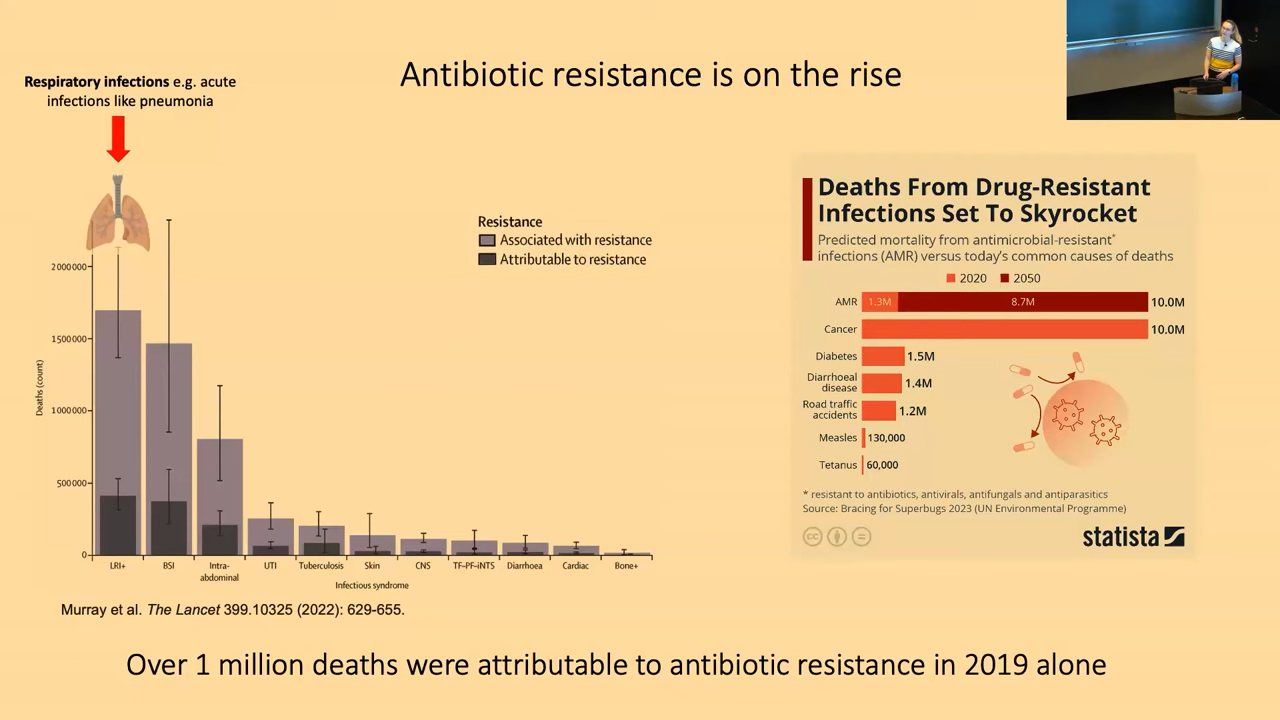 Antibiotic resistance is on the rise
Respiratory infections e.g. acute
infections like pneumonia
Resistance
Associated with resistance
Attributable to resistance
Deaths (count)
2000000
1500000
1000000
500000
0
LRI+
BSI
Intra-
abdominal
UTI
Tuberculosis
Skin
CNS
TF–PF–iNTS
Diarrhoea
Cardiac
Bone+
Infectious syndrome
Murray et al. The Lancet 399.10325 (2022): 629-655.
Deaths From Drug-Resistant
Infections Set To Skyrocket
Predicted mortality from antimicrobial-resistant*
infections (AMR) versus today's common causes of deaths
2020 2050
AMR 1.3M 8.7M 10.0M
Cancer 10.0M
Diabetes 1.5M
Diarrhoeal
disease 1.4M
Road traffic
accidents 1.2M
Measles 130,000
Tetanus 60,000
* resistant to antibiotics, antivirals, antifungals and antiparasitics
Source: Bracing for Superbugs 2023 (UN Environmental Programme)
cc
statista
Over 1 million deaths were attributable to antibiotic resistance in 2019 alone